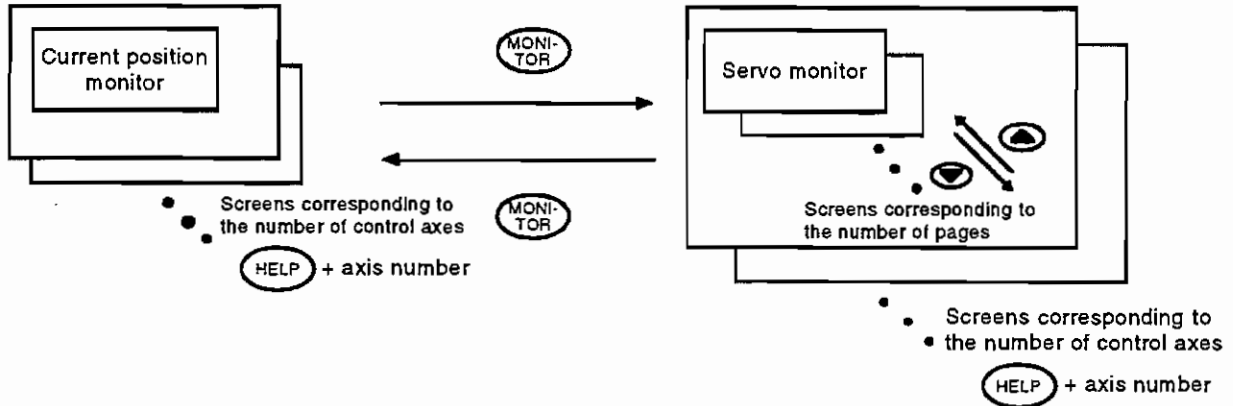 Current position
monitor
Screens corresponding to
the number of control axes
HELP + axis number
MONI-
TOR
MONI-
TOR
Servo monitor
Screens corresponding to
the number of pages
Screens corresponding to
the number of control axes
HELP + axis number